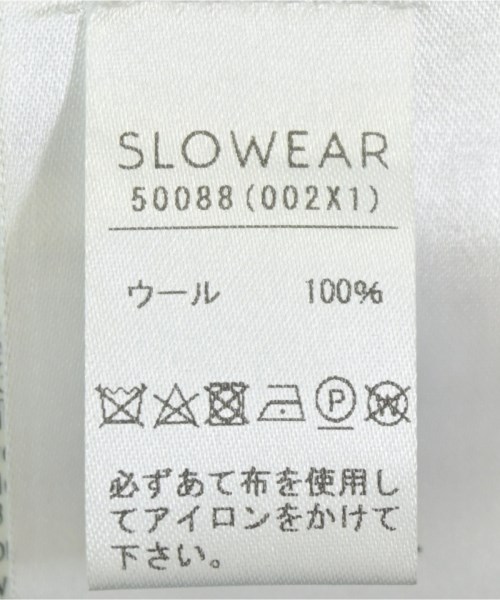 SLOWEAR
50088(002X1)
ウール 100%
P W
必ずあて布を使用し
てアイロンをかけて
下さい。